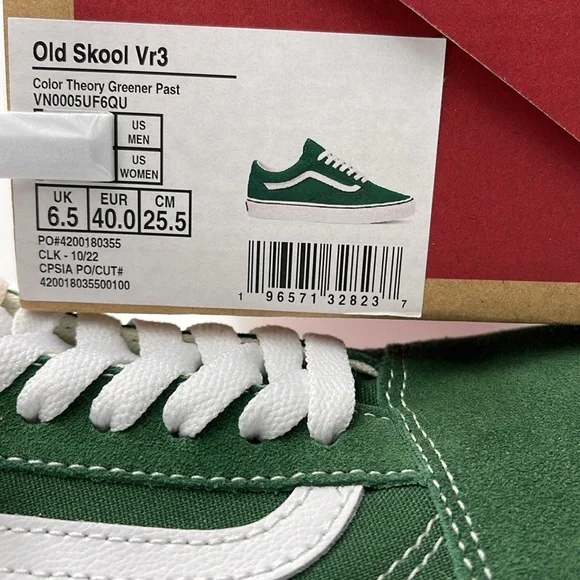 Old Skool Vr3
Color Theory Greener Past
VN0005UF6QU
US
MEN
US
WOMEN
UK EUR CM
6.5 40.0 25.5
PO#4200180355
CLK - 10/22
CPSIA PO/CUT#
420018035500100
1 96571 32823 7